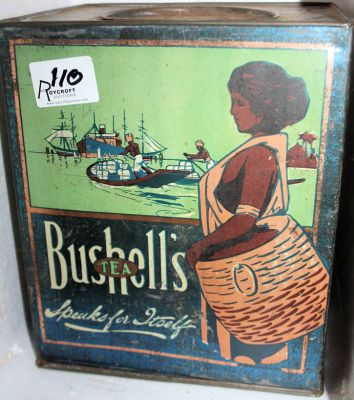 R 110
ROYCROFT
Bushell's
TEA
Speaks for Itself